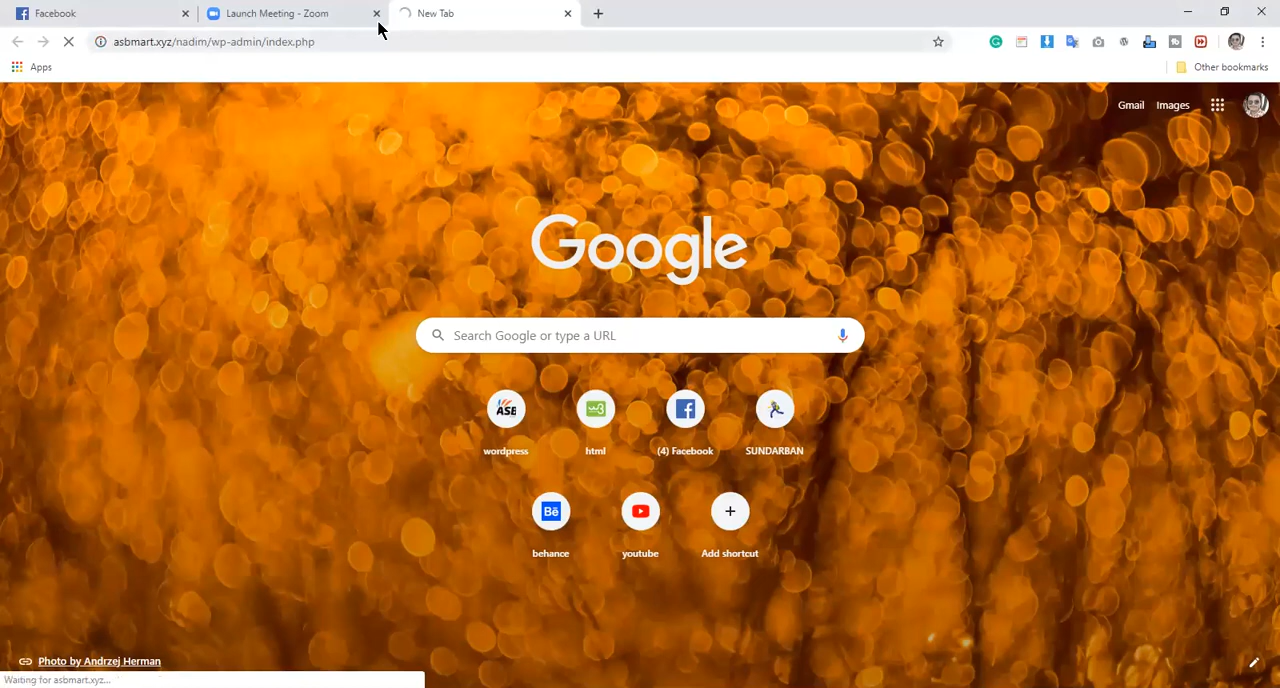 Facebook
Launch Meeting - Zoom
New Tab
asbmart.xyz/nadim/wp-admin/index.php
Apps
Other bookmarks
Gmail
Images
Google
Search Google or type a URL
ASB
wordpress
html
(4) Facebook
SUNDARBAN
Bē
behance
youtube
Add shortcut
Photo by Andrzej Herman
Waiting for asbmart.xyz...